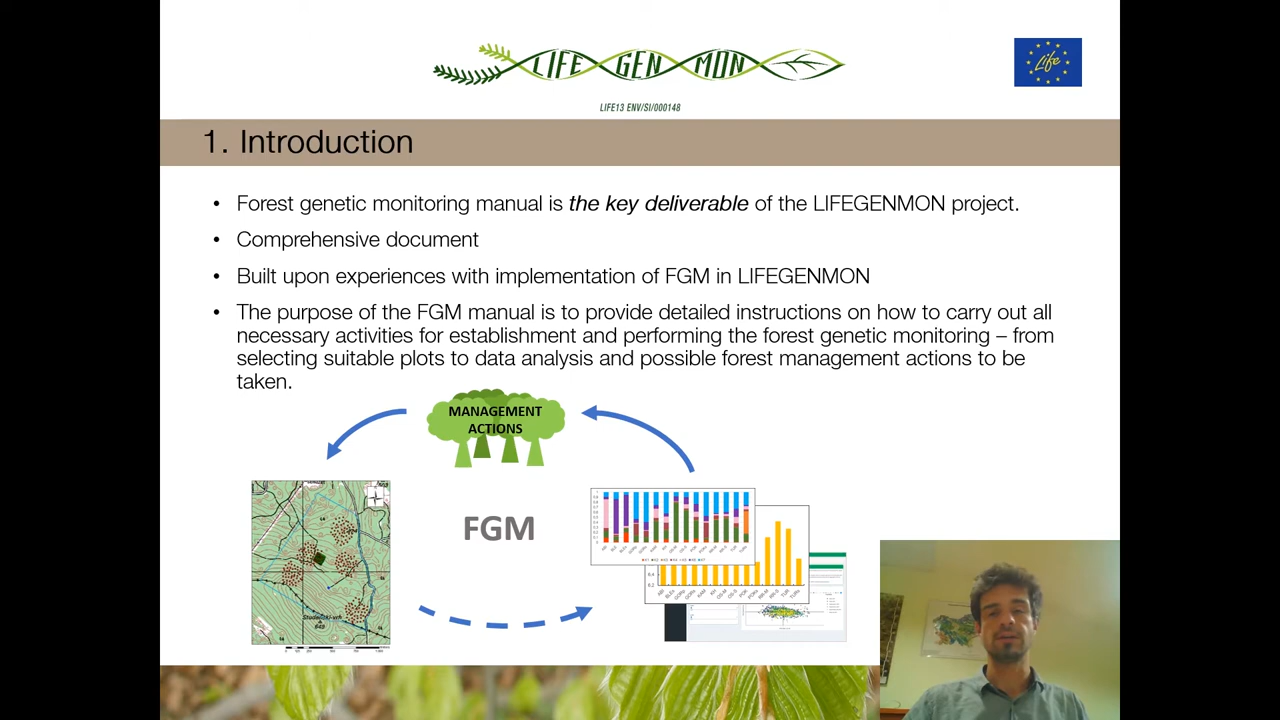 LIFE GEN MON
Life
LIFE13 ENV/SI/000148
1. Introduction
• Forest genetic monitoring manual is the key deliverable of the LIFEGENMON project.
• Comprehensive document
• Built upon experiences with implementation of FGM in LIFEGENMON
• The purpose of the FGM manual is to provide detailed instructions on how to carry out all
necessary activities for establishment and performing the forest genetic monitoring – from
selecting suitable plots to data analysis and possible forest management actions to be
taken.
MANAGEMENT
ACTIONS
FGM